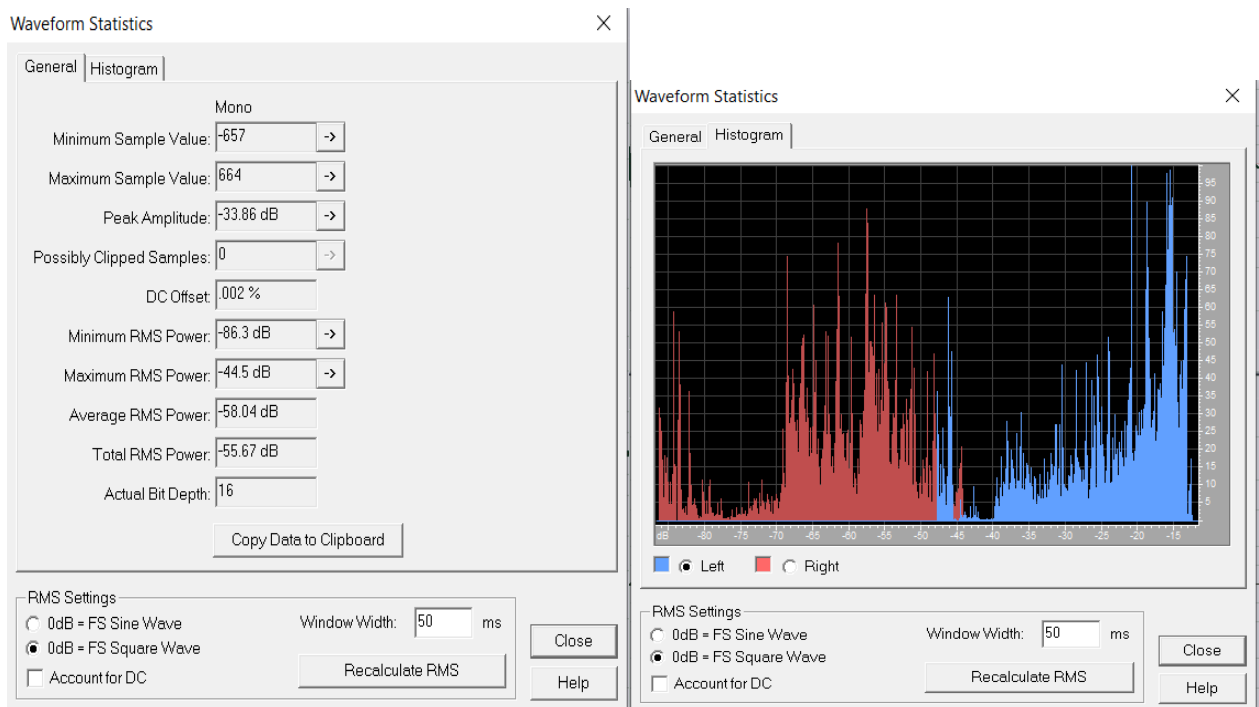 Waveform Statistics
General Histogram
Mono
Minimum Sample Value: -657 ->
Maximum Sample Value: 664 ->
Peak Amplitude: -33.86 dB ->
Possibly Clipped Samples: 0 ->
DC Offset: .002 %
Minimum RMS Power: -86.3 dB ->
Maximum RMS Power: -44.5 dB ->
Average RMS Power: -58.04 dB
Total RMS Power: -55.67 dB
Actual Bit Depth: 16
Copy Data to Clipboard
RMS Settings
0dB = FS Sine Wave
0dB = FS Square Wave
Account for DC
Window Width: 50 ms
Recalculate RMS
Close
Help
Waveform Statistics
General Histogram
95
90
85
80
75
70
65
60
55
50
45
40
35
30
25
20
15
10
5
dB -80 -75 -70 -65 -60 -55 -50 -45 -40 -35 -30 -25 -20 -15
Left Right
RMS Settings
0dB = FS Sine Wave
0dB = FS Square Wave
Account for DC
Window Width: 50 ms
Recalculate RMS
Close
Help